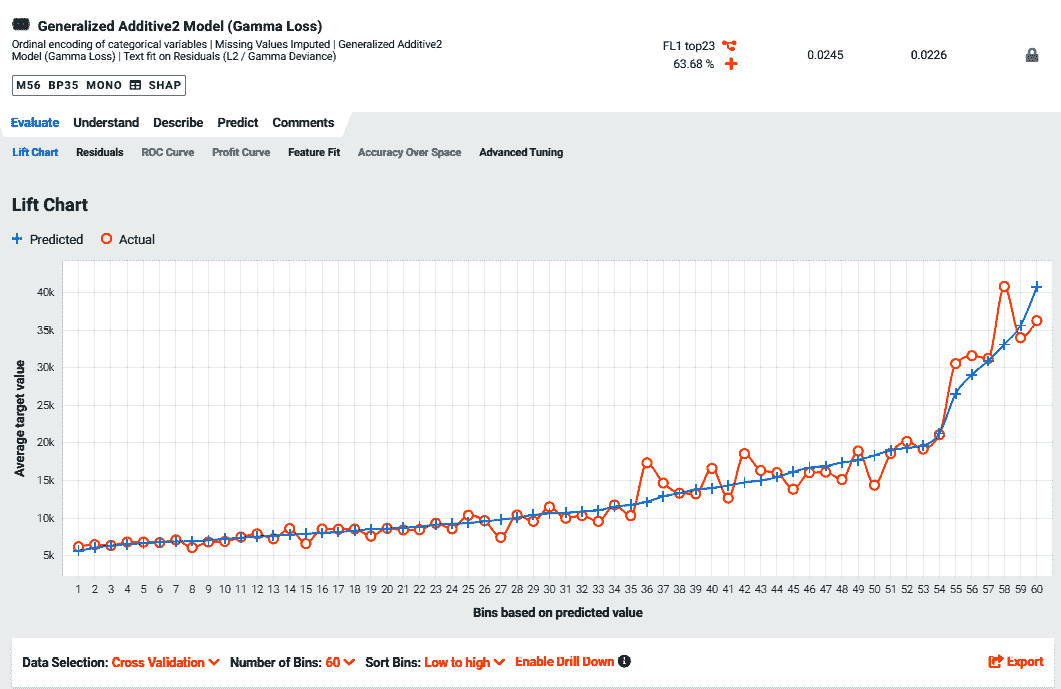 Generalized Additive2 Model (Gamma Loss)
Ordinal encoding of categorical variables | Missing Values Imputed | Generalized Additive2
Model (Gamma Loss) | Text fit on Residuals (L2 / Gamma Deviance)
M56 BP35 MONO SHAP
FL1 top23
63.68 %
0.0245
0.0226
Evaluate Understand Describe Predict Comments
Lift Chart Residuals ROC Curve Profit Curve Feature Fit Accuracy Over Space Advanced Tuning
Lift Chart
Predicted Actual
Average target value
40k
35k
30k
25k
20k
15k
10k
5k
1 2 3 4 5 6 7 8 9 10 11 12 13 14 15 16 17 18 19 20 21 22 23 24 25 26 27 28 29 30 31 32 33 34 35 36 37 38 39 40 41 42 43 44 45 46 47 48 49 50 51 52 53 54 55 56 57 58 59 60
Bins based on predicted value
Data Selection: Cross Validation Number of Bins: 60 Sort Bins: Low to high Enable Drill Down Export